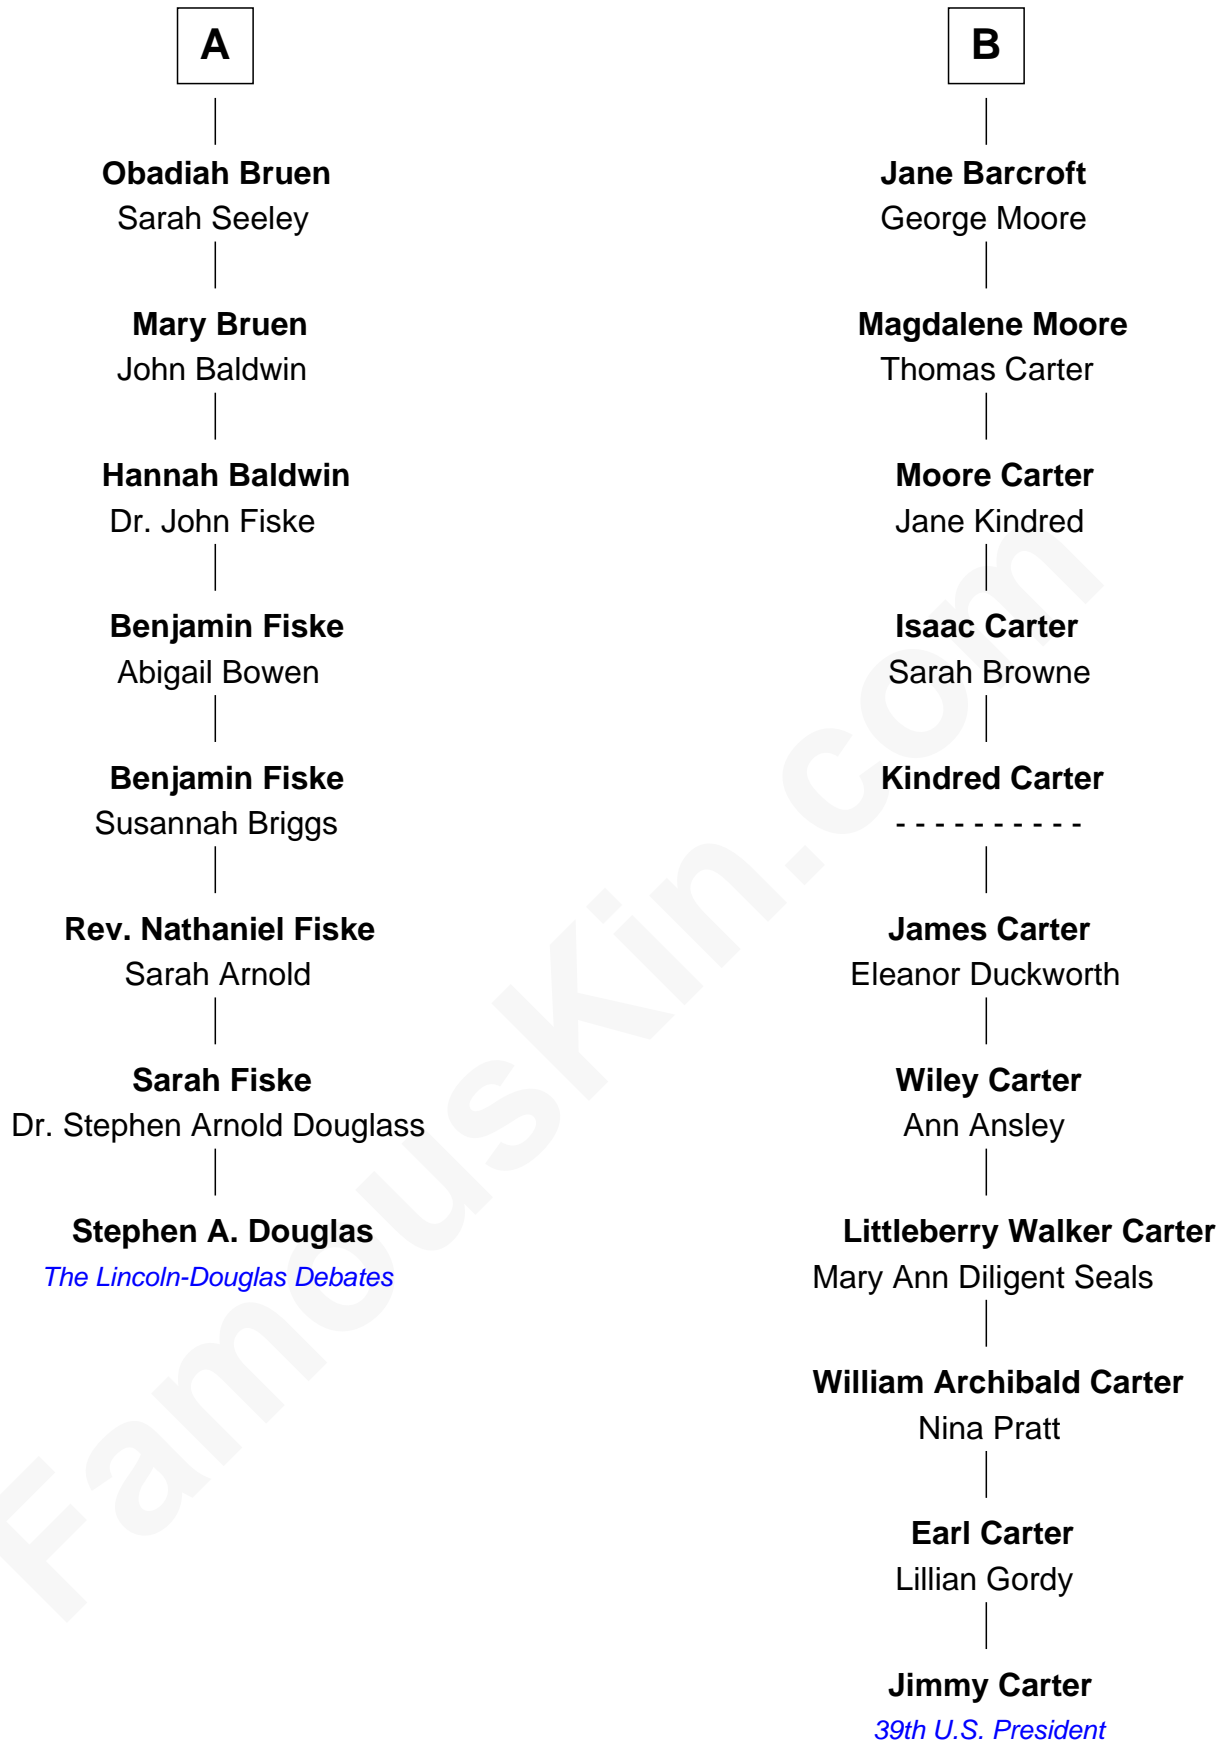 A
Obadiah Bruen
Sarah Seeley
Mary Bruen
John Baldwin
Hannah Baldwin
Dr. John Fiske
Benjamin Fiske
Abigail Bowen
Benjamin Fiske
Susannah Briggs
Rev. Nathaniel Fiske
Sarah Arnold
Sarah Fiske
Dr. Stephen Arnold Douglass
Stephen A. Douglas
The Lincoln-Douglas Debates
B
Jane Barcroft
George Moore
Magdalene Moore
Thomas Carter
Moore Carter
Jane Kindred
Isaac Carter
Sarah Browne
Kindred Carter
- - - - - - - - - -
James Carter
Eleanor Duckworth
Wiley Carter
Ann Ansley
Littleberry Walker Carter
Mary Ann Diligent Seals
William Archibald Carter
Nina Pratt
Earl Carter
Lillian Gordy
Jimmy Carter
39th U.S. President
FamousKin.com